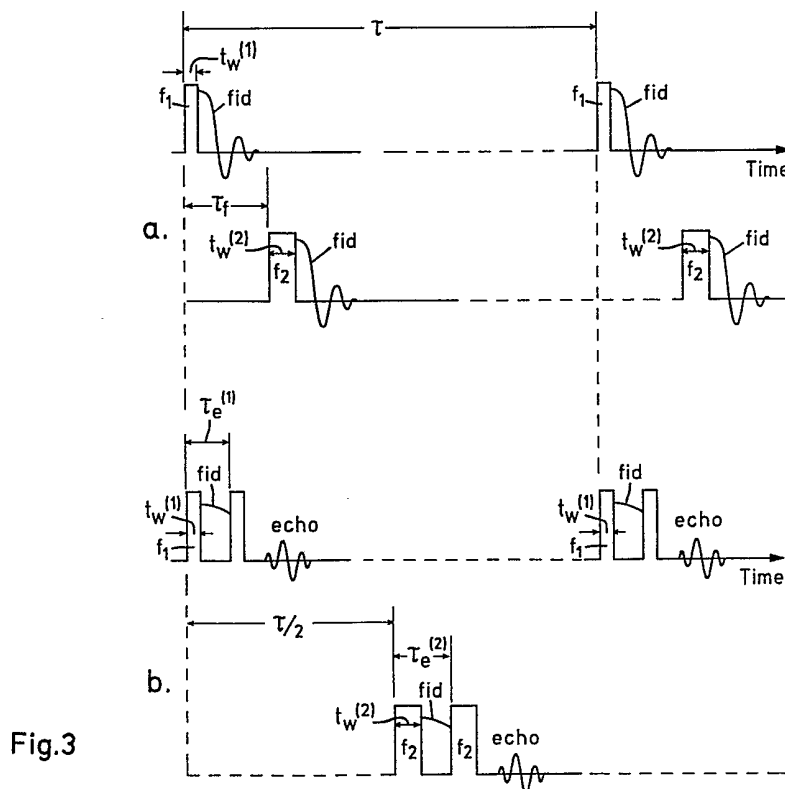 τ
t_w^(1)
f_1 fid f_1 fid
Time
τ_f
a.
t_w^(2) fid t_w^(2) fid
f_2 f_2
τ_e^(1)
fid fid
t_w^(1) echo t_w^(1) echo
f_1 f_1
Time
τ/2
τ_e^(2)
b.
fid
t_w^(2)
f_2 f_2 echo
Fig.3